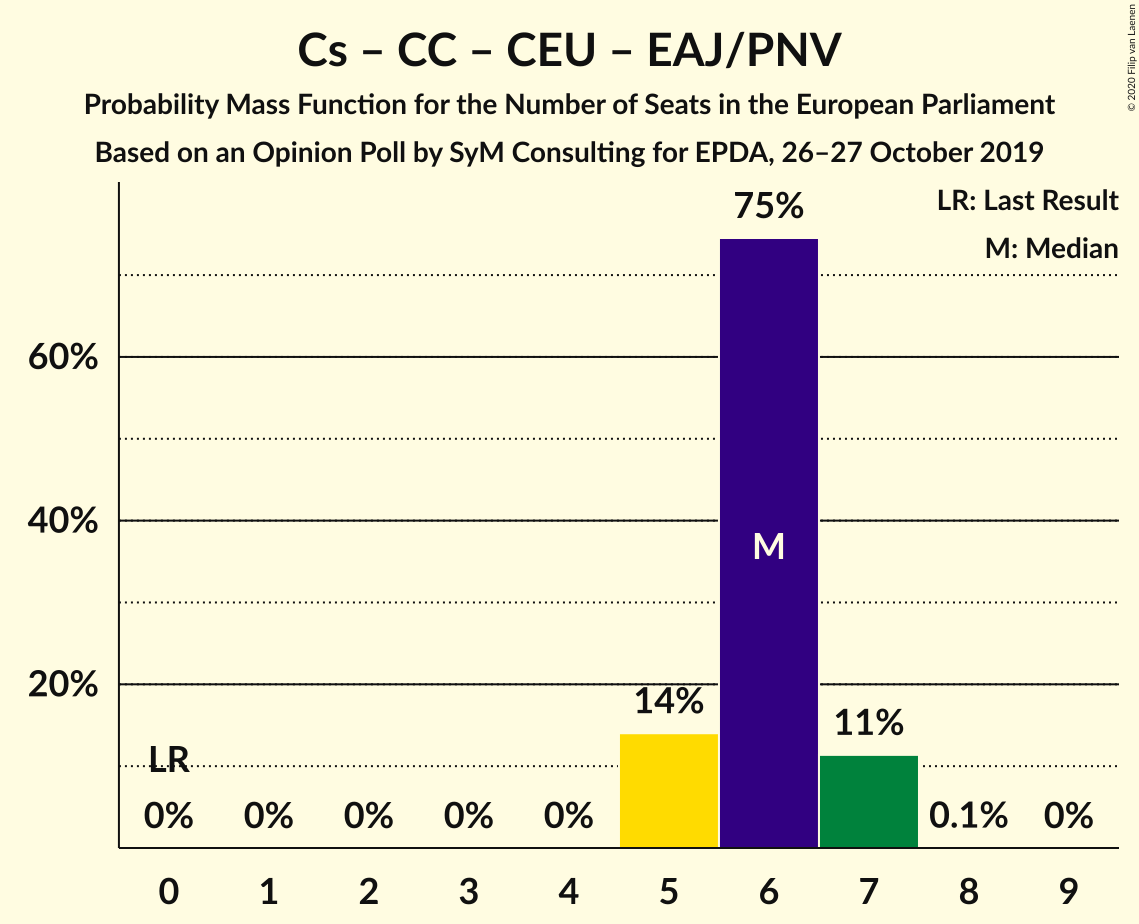 Cs – CC – CEU – EAJ/PNV
Probability Mass Function for the Number of Seats in the European Parliament
Based on an Opinion Poll by SyM Consulting for EPDA, 26–27 October 2019
© 2020 Filip van Laenen
LR: Last Result
M: Median
75%
60%
40%
M
20%
14%
11%
LR
0% 0% 0% 0% 0% 0.1% 0%
0 1 2 3 4 5 6 7 8 9